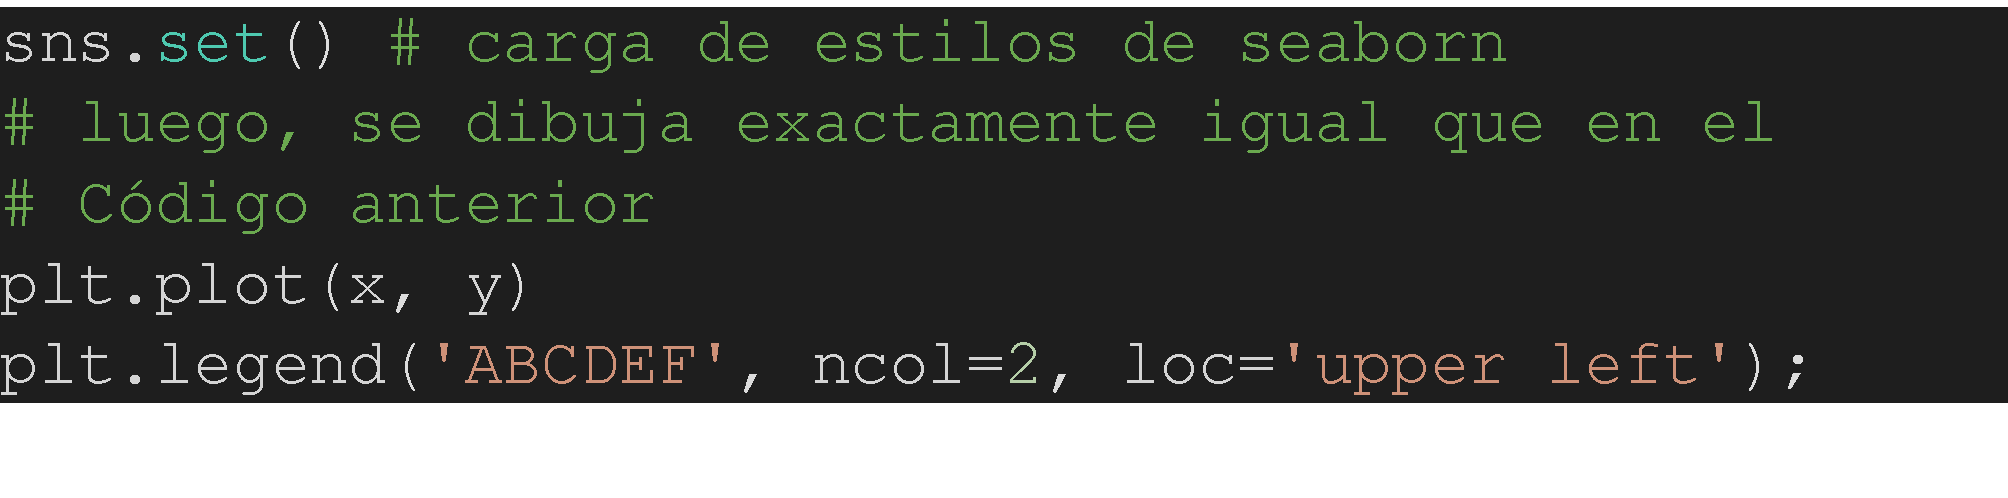 sns.set() # carga de estilos de seaborn
# luego, se dibuja exactamente igual que en el
# Código anterior
plt.plot(x, y)
plt.legend('ABCDEF', ncol=2, loc='upper left');